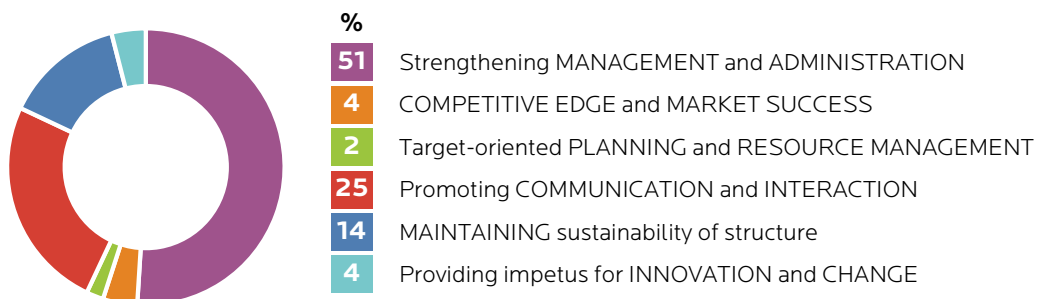 %
51 Strengthening MANAGEMENT and ADMINISTRATION
4 COMPETITIVE EDGE and MARKET SUCCESS
2 Target-oriented PLANNING and RESOURCE MANAGEMENT
25 Promoting COMMUNICATION and INTERACTION
14 MAINTAINING sustainability of structure
4 Providing impetus for INNOVATION and CHANGE